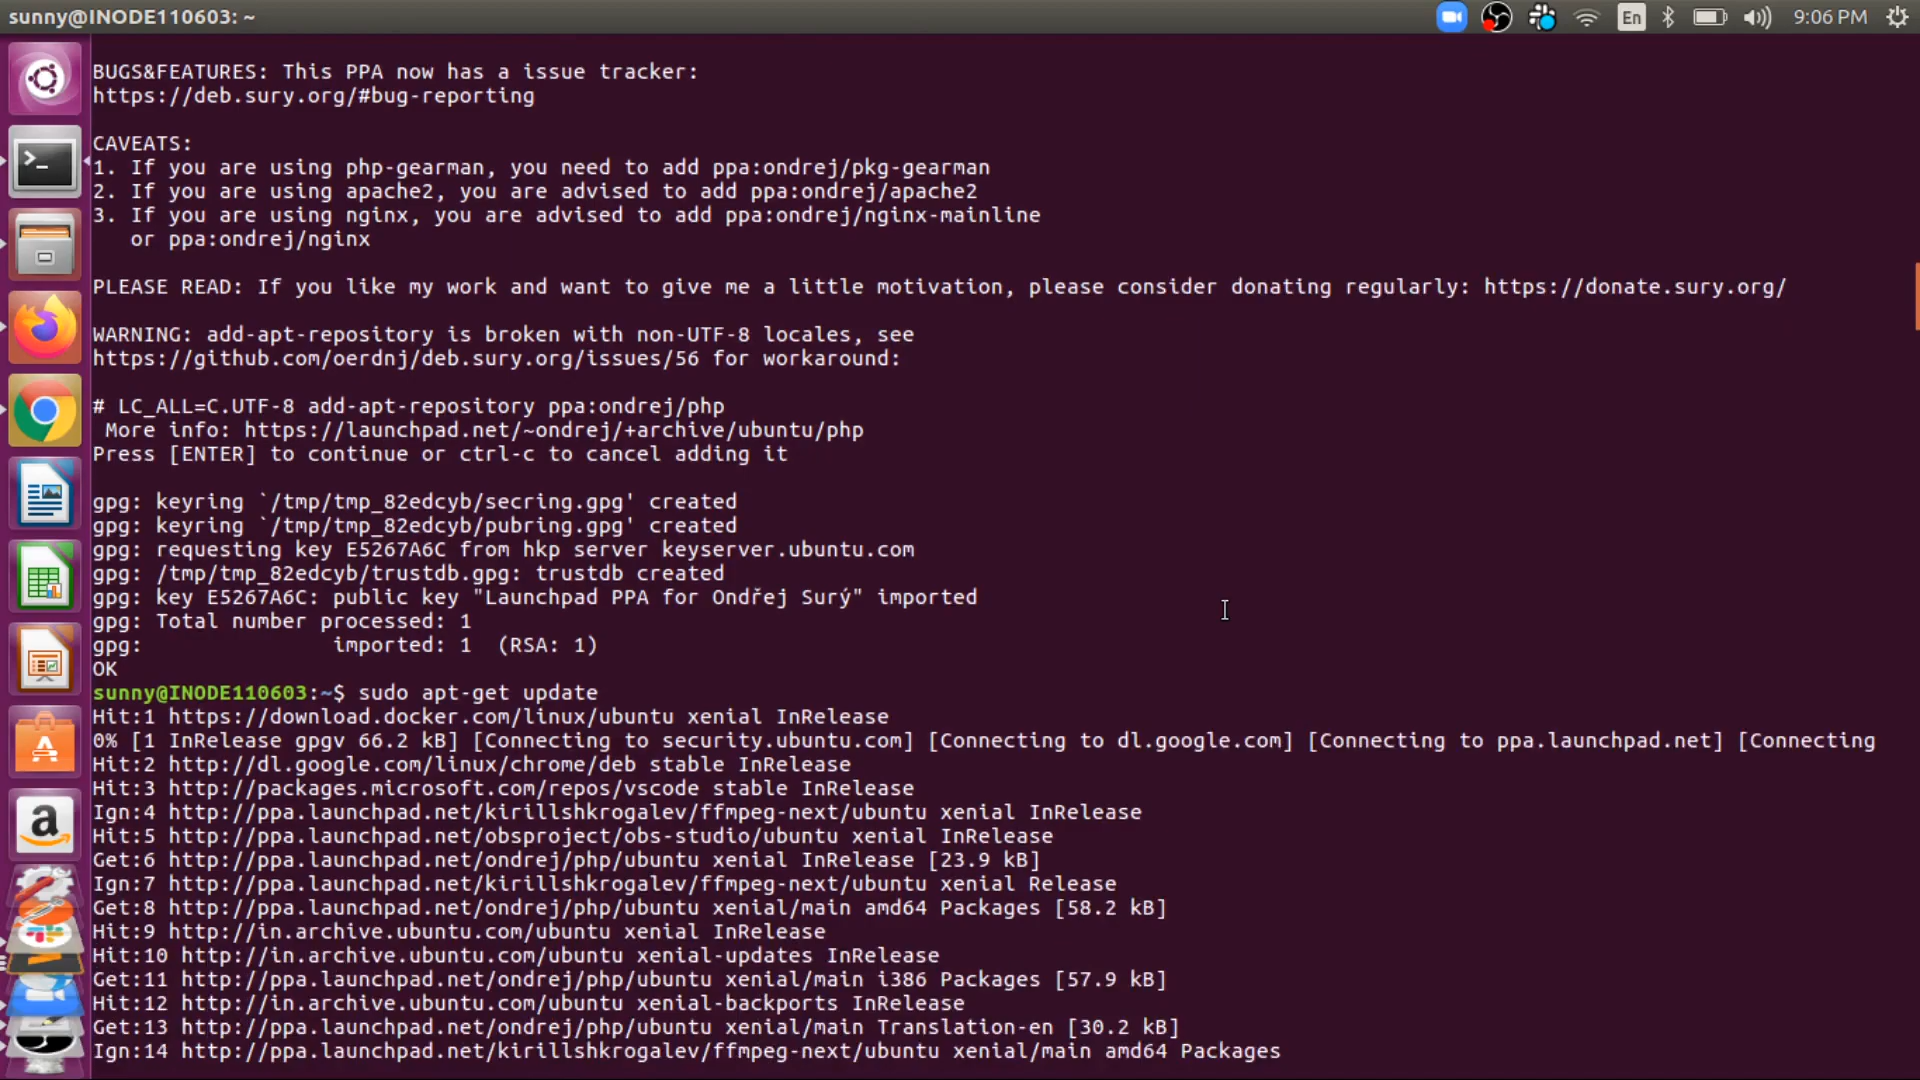 sunny@INODE110603: ~
En
9:06 PM
BUGS&FEATURES: This PPA now has a issue tracker:
https://deb.sury.org/#bug-reporting
CAVEATS:
1. If you are using php-gearman, you need to add ppa:ondrej/pkg-gearman
2. If you are using apache2, you are advised to add ppa:ondrej/apache2
3. If you are using nginx, you are advised to add ppa:ondrej/nginx-mainline
or ppa:ondrej/nginx
PLEASE READ: If you like my work and want to give me a little motivation, please consider donating regularly: https://donate.sury.org/
WARNING: add-apt-repository is broken with non-UTF-8 locales, see
https://github.com/oerdnj/deb.sury.org/issues/56 for workaround:
# LC_ALL=C.UTF-8 add-apt-repository ppa:ondrej/php
More info: https://launchpad.net/~ondrej/+archive/ubuntu/php
Press [ENTER] to continue or ctrl-c to cancel adding it
gpg: keyring `/tmp/tmp_82edcyb/secring.gpg' created
gpg: keyring `/tmp/tmp_82edcyb/pubring.gpg' created
gpg: requesting key E5267A6C from hkp server keyserver.ubuntu.com
gpg: /tmp/tmp_82edcyb/trustdb.gpg: trustdb created
gpg: key E5267A6C: public key "Launchpad PPA for Ondřej Surý" imported
gpg: Total number processed: 1
gpg:               imported: 1  (RSA: 1)
OK
sunny@INODE110603:~$ sudo apt-get update
Hit:1 https://download.docker.com/linux/ubuntu xenial InRelease
0% [1 InRelease gpgv 66.2 kB] [Connecting to security.ubuntu.com] [Connecting to dl.google.com] [Connecting to ppa.launchpad.net] [Connecting
Hit:2 http://dl.google.com/linux/chrome/deb stable InRelease
Hit:3 http://packages.microsoft.com/repos/vscode stable InRelease
Ign:4 http://ppa.launchpad.net/kirillshkrogalev/ffmpeg-next/ubuntu xenial InRelease
Hit:5 http://ppa.launchpad.net/obsproject/obs-studio/ubuntu xenial InRelease
Get:6 http://ppa.launchpad.net/ondrej/php/ubuntu xenial InRelease [23.9 kB]
Ign:7 http://ppa.launchpad.net/kirillshkrogalev/ffmpeg-next/ubuntu xenial Release
Get:8 http://ppa.launchpad.net/ondrej/php/ubuntu xenial/main amd64 Packages [58.2 kB]
Hit:9 http://in.archive.ubuntu.com/ubuntu xenial InRelease
Hit:10 http://in.archive.ubuntu.com/ubuntu xenial-updates InRelease
Get:11 http://ppa.launchpad.net/ondrej/php/ubuntu xenial/main i386 Packages [57.9 kB]
Hit:12 http://in.archive.ubuntu.com/ubuntu xenial-backports InRelease
Get:13 http://ppa.launchpad.net/ondrej/php/ubuntu xenial/main Translation-en [30.2 kB]
Ign:14 http://ppa.launchpad.net/kirillshkrogalev/ffmpeg-next/ubuntu xenial/main amd64 Packages